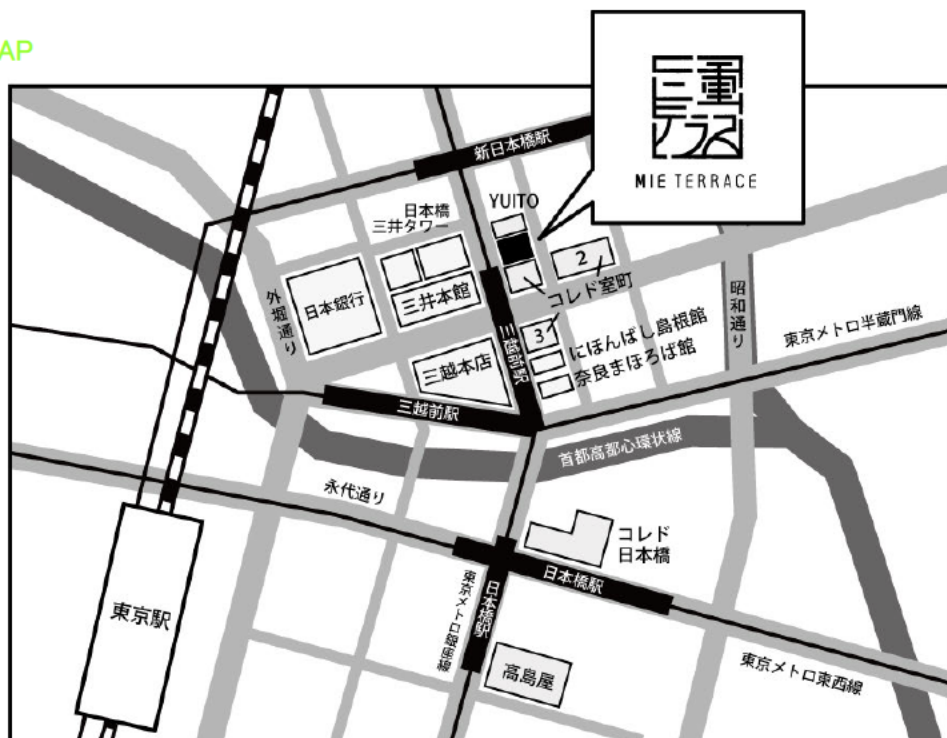 AP
三重
テラス
MIE TERRACE
新日本橋駅
YUITO
日本橋
三井タワー
2
コレド室町
日本銀行
三井本館
外堀通り
昭和通り
東京メトロ半蔵門線
三越前駅
3
にほんばし島根館
奈良まほろば館
三越本店
三越前駅
首都高都心環状線
永代通り
コレド
日本橋
日本橋駅
日本橋駅
東京メトロ銀座線
東京駅
高島屋
東京メトロ東西線